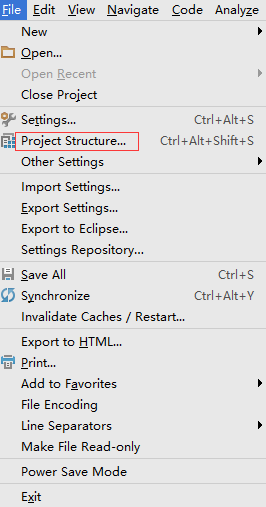 File Edit View Navigate Code Analyze
New
Open...
Open Recent
Close Project
Settings... Ctrl+Alt+S
Project Structure... Ctrl+Alt+Shift+S
Other Settings
Import Settings...
Export Settings...
Export to Eclipse...
Settings Repository...
Save All Ctrl+S
Synchronize Ctrl+Alt+Y
Invalidate Caches / Restart...
Export to HTML...
Print...
Add to Favorites
File Encoding
Line Separators
Make File Read-only
Power Save Mode
Exit